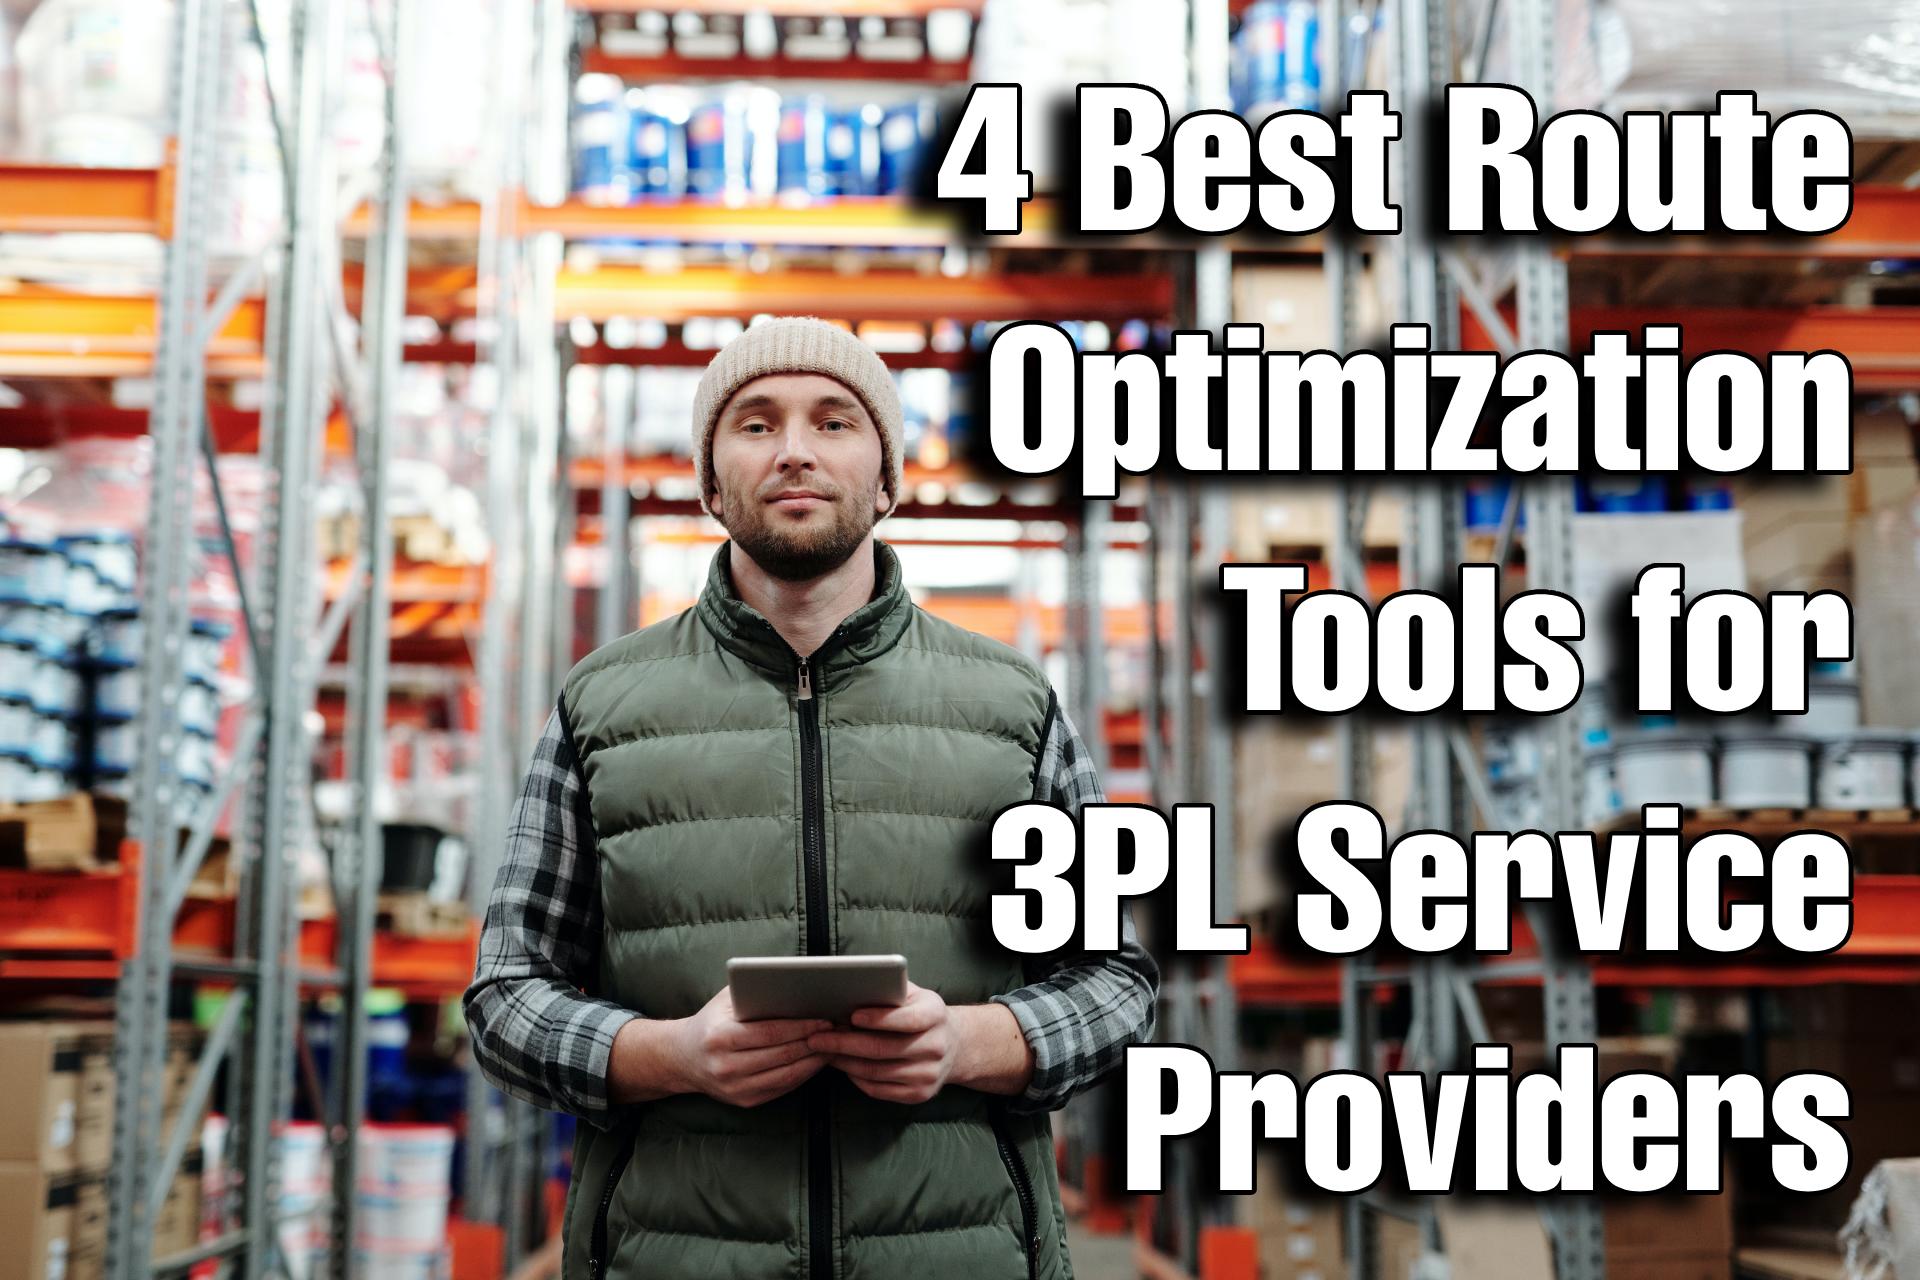 4 Best Route
Optimization
Tools for
3PL Service
Providers